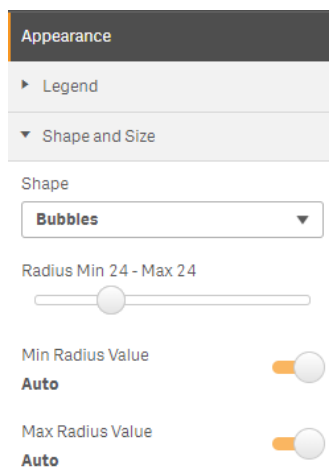 Appearance
Legend
Shape and Size
Shape
Bubbles
Radius Min 24 - Max 24
Min Radius Value
Auto
Max Radius Value
Auto